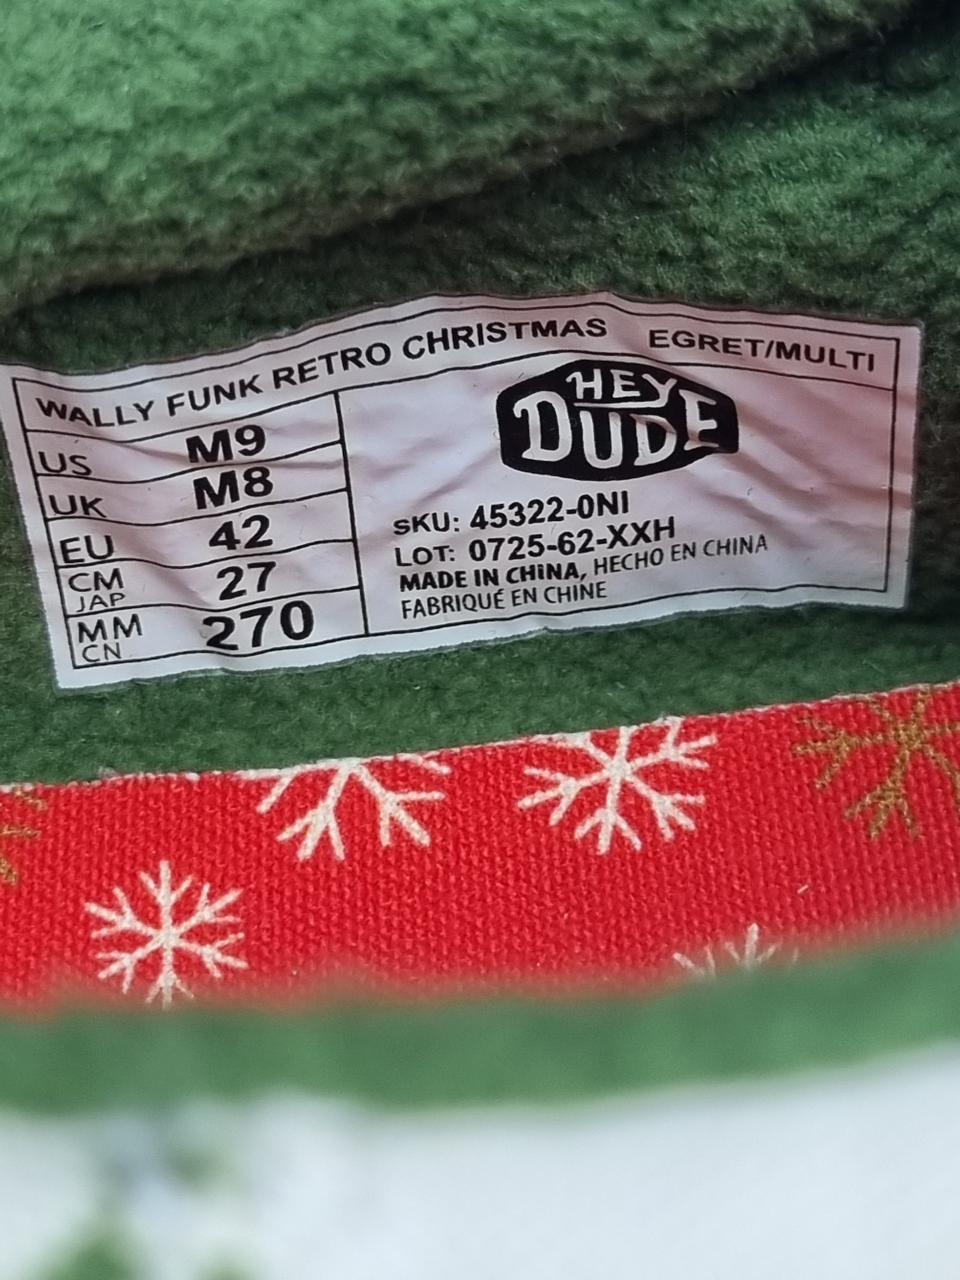 WALLY FUNK RETRO CHRISTMAS EGRET/MULTI
US M9
UK M8
EU 42
CM JAP 27
MM CN 270
HEY
DUDE
SKU: 45322-0NI
LOT: 0725-62-XXH
MADE IN CHINA, HECHO EN CHINA
FABRIQUÉ EN CHINE